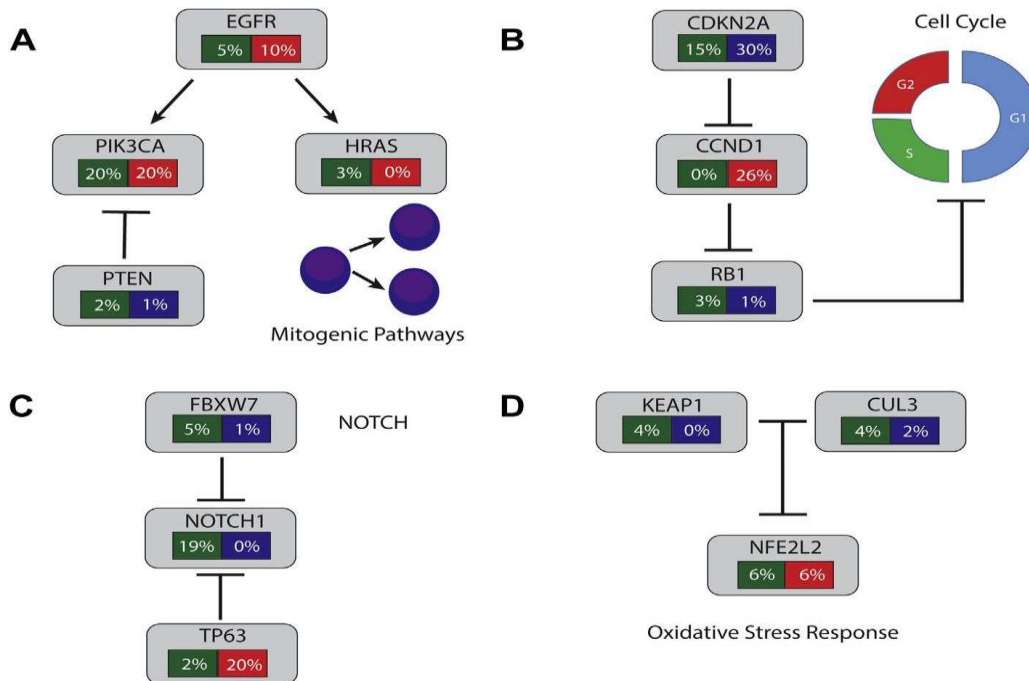 A
EGFR
5% 10%
PIK3CA
20% 20%
HRAS
3% 0%
PTEN
2% 1%
Mitogenic Pathways
B
CDKN2A
15% 30%
CCND1
0% 26%
RB1
3% 1%
Cell Cycle
G2
G1
S
C
FBXW7
5% 1%
NOTCH
NOTCH1
19% 0%
TP63
2% 20%
D
KEAP1
4% 0%
CUL3
4% 2%
NFE2L2
6% 6%
Oxidative Stress Response